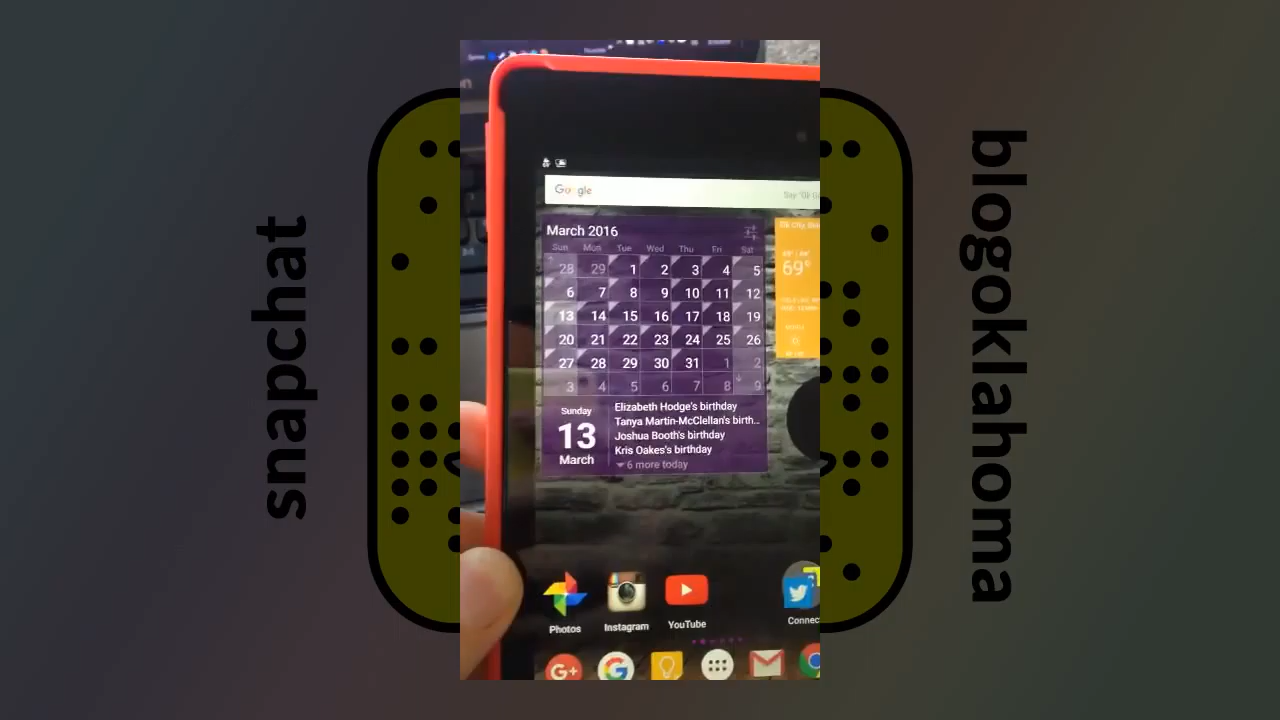 snapchat
blogoklahoma
Google
Say "Ok G
March 2016
Sun Mon Tue Wed Thu Fri Sat
28 29 1 2 3 4 5
6 7 8 9 10 11 12
13 14 15 16 17 18 19
20 21 22 23 24 25 26
27 28 29 30 31 1 2
3 4 5 6 7 8 9
Sunday
13
March
Elizabeth Hodge's birthday
Tanya Martin-McClellan's birth...
Joshua Booth's birthday
Kris Oakes's birthday
6 more today
69°
Photos
Instagram
YouTube
Connec